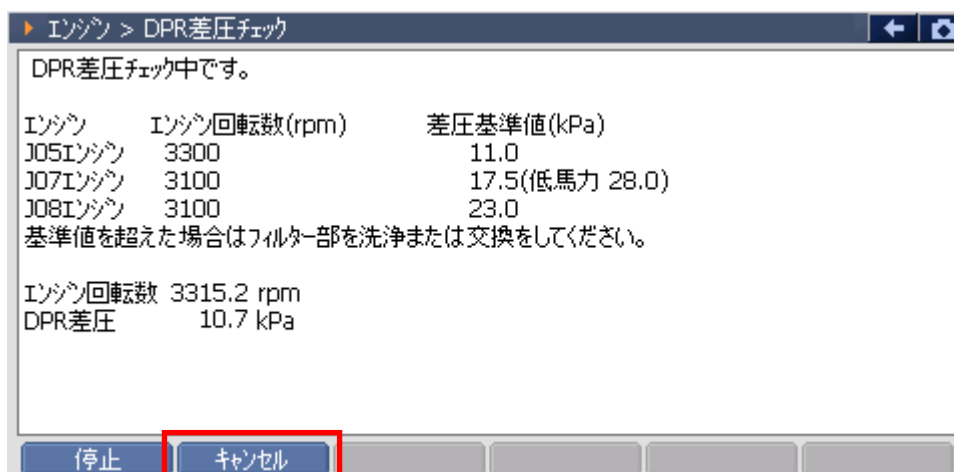 エンジン > DPR差圧チェック
DPR差圧チェック中です。
エンジン エンジン回転数(rpm) 差圧基準値(kPa)
J05エンジン 3300 11.0
J07エンジン 3100 17.5(低馬力 28.0)
J08エンジン 3100 23.0
基準値を超えた場合はフィルター部を洗浄または交換をしてください。
エンジン回転数 3315.2 rpm
DPR差圧 10.7 kPa
停止 キャンセル